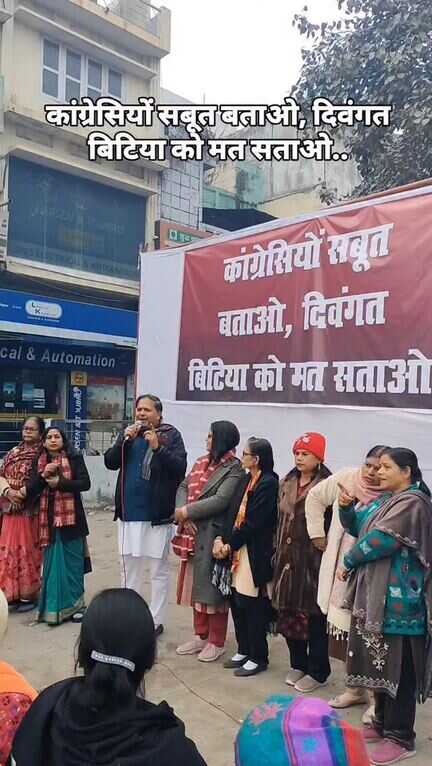 कांग्रेसियों सबूत बताओ, दिवंगत
बिटिया को मत सताओ..
कांग्रेसियों सबूत
बताओ, दिवंगत
बिटिया को मत सताओ
cal & Automation